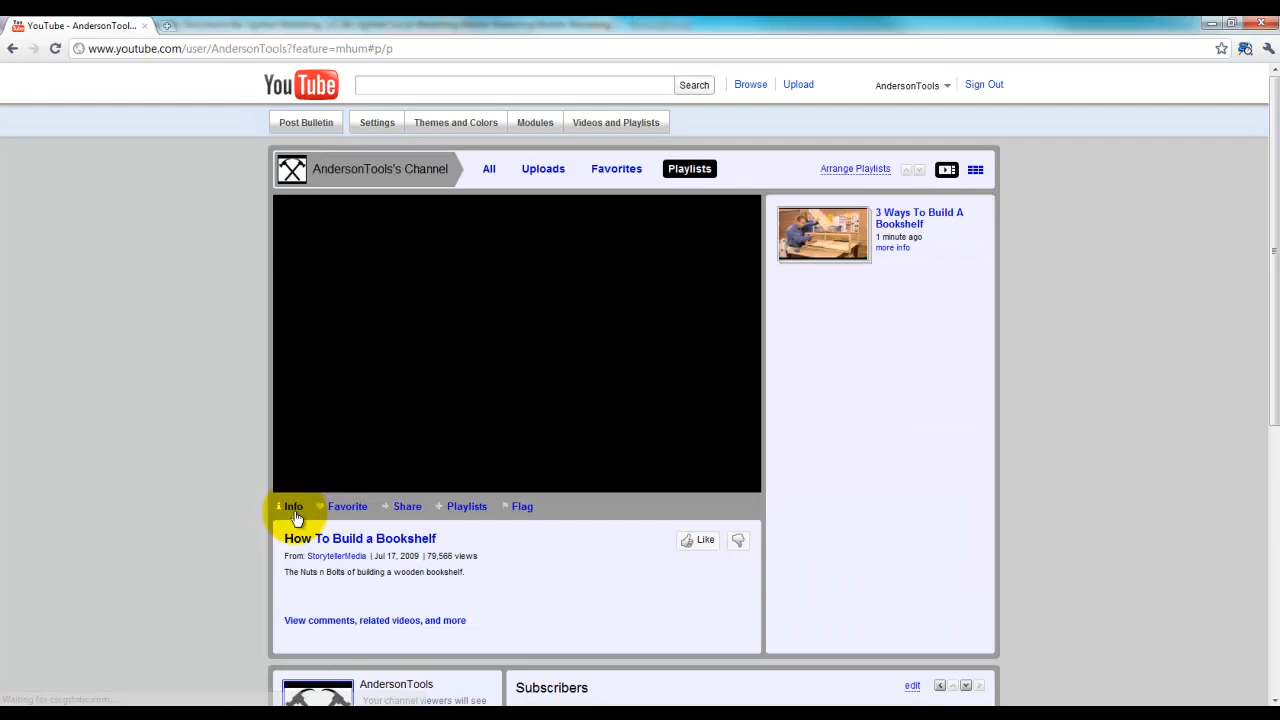 YouTube - AndersonTool...
www.youtube.com/user/AndersonTools?feature=mhum#p/p
YouTube
Search
Browse
Upload
AndersonTools
Sign Out
Post Bulletin
Settings
Themes and Colors
Modules
Videos and Playlists
AndersonTools's Channel
All
Uploads
Favorites
Playlists
Arrange Playlists
3 Ways To Build A
Bookshelf
1 minute ago
more info
Info
Favorite
Share
Playlists
Flag
How To Build a Bookshelf
Like
From: StorytellerMedia | Jul 17, 2009 | 79,566 views
The Nuts n Bolts of building a wooden bookshelf.
View comments, related videos, and more
AndersonTools
Your channel viewers will see
Subscribers
edit